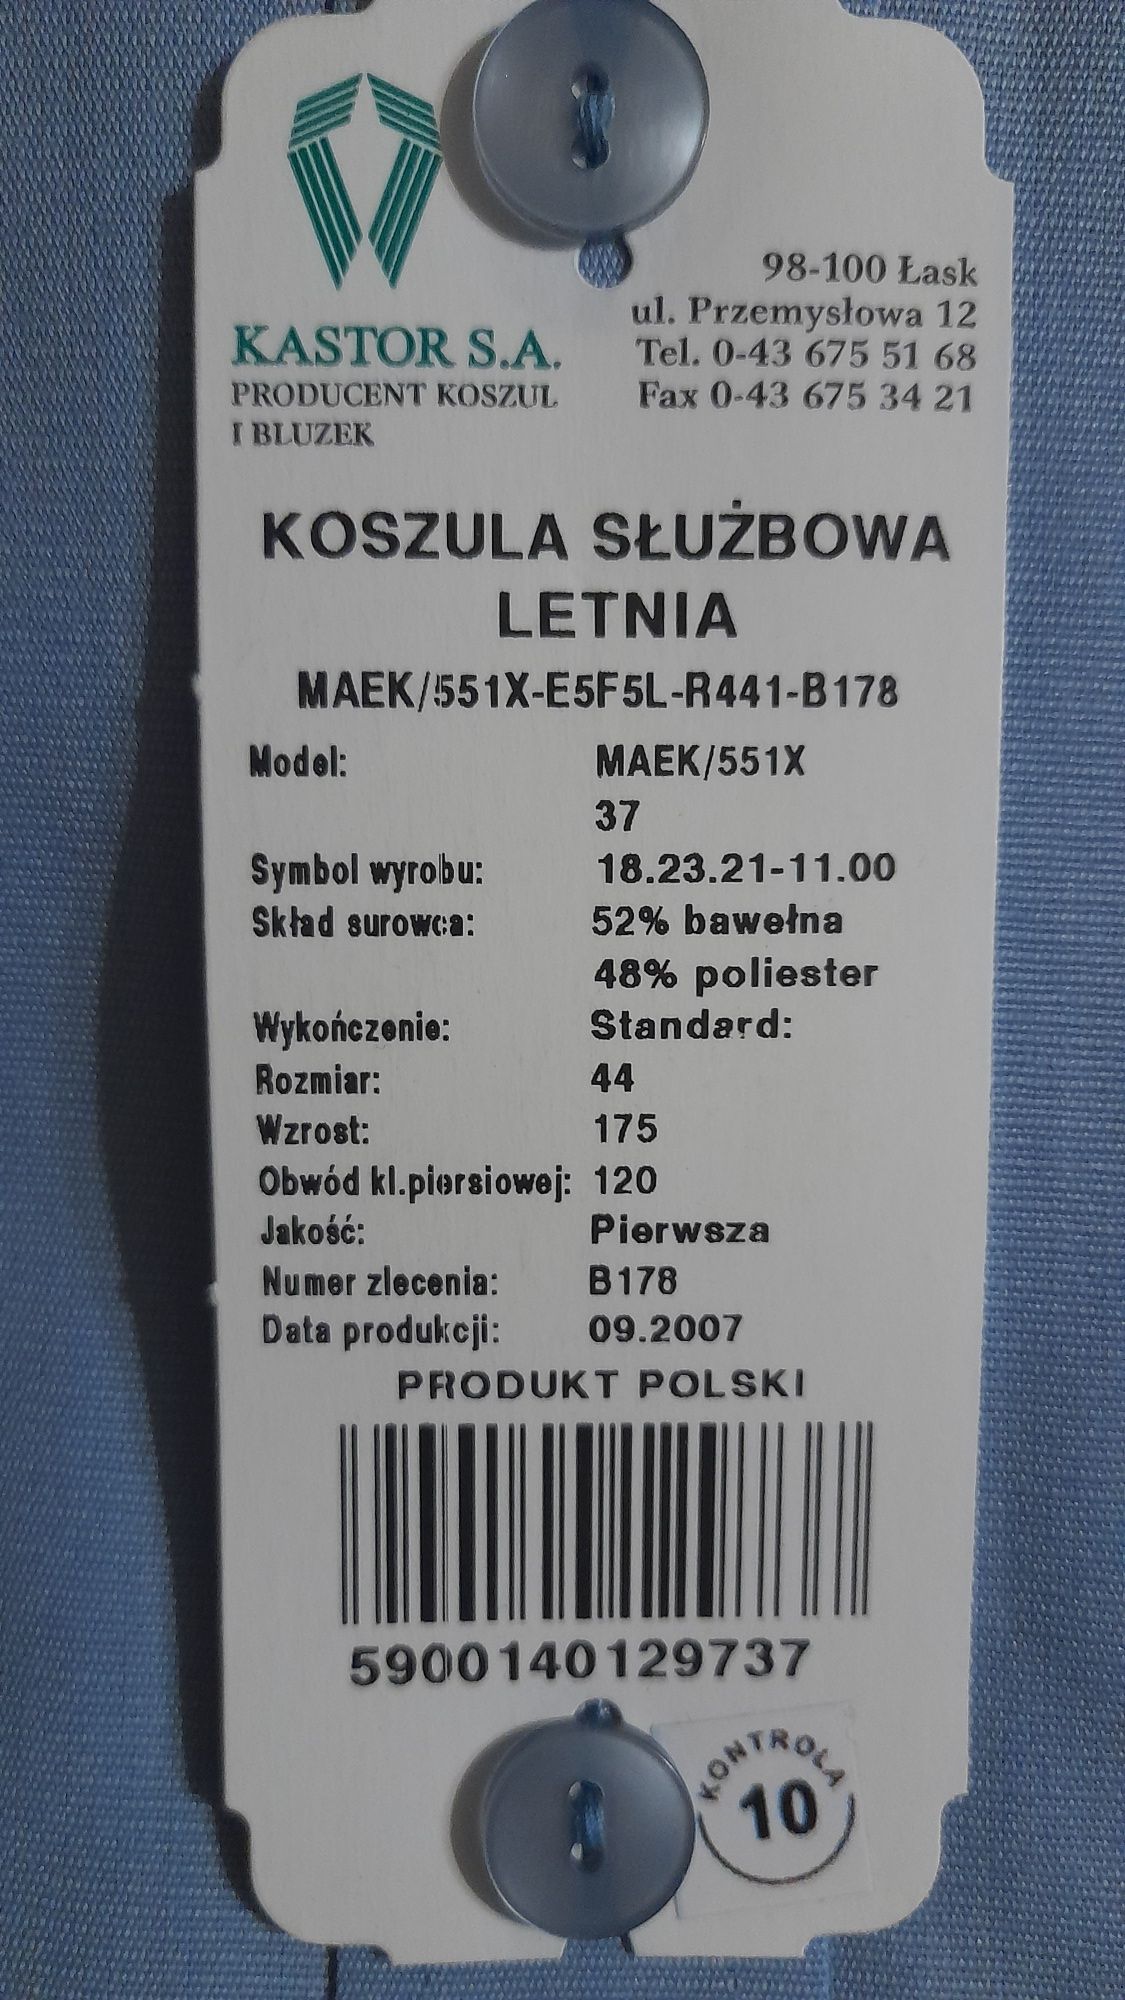 98-100 Łask
ul. Przemysłowa 12
Tel. 0-43 675 51 68
Fax 0-43 675 34 21
KASTOR S.A.
PRODUCENT KOSZUL
I BLUZEK
KOSZULA SŁUŻBOWA
LETNIA
MAEK/551X-E5F5L-R441-B178
Model: MAEK/551X
37
Symbol wyrobu: 18.23.21-11.00
Skład surowca: 52% bawełna
48% poliester
Wykończenie: Standard:
Rozmiar: 44
Wzrost: 175
Obwód kl.piersiowej: 120
Jakość: Pierwsza
Numer zlecenia: B178
Data produkcji: 09.2007
PRODUKT POLSKI
5900140129737
KONTROLA
10